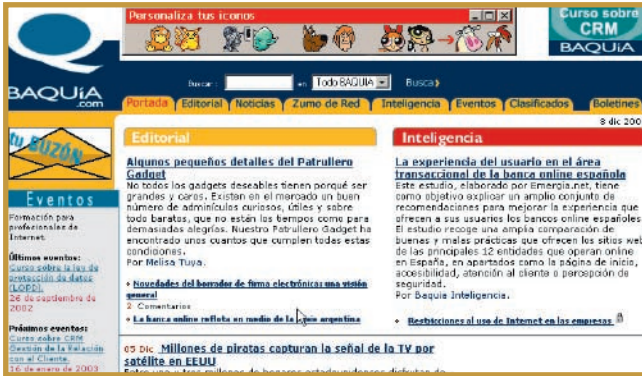 Personaliza tus iconos
Curso sobre
CRM
BAQUIA
BAQUIA
.com
Buscar:
en
Todo BAQUIA
Busca
Portada
Editorial
Noticias
Zumo de Red
Inteligencia
Eventos
Clasificados
Boletines
8 dic 200
tu BUZÓN
Eventos
Formación para
profesionales de
Internet.
Últimos eventos:
Curso sobre la ley de
protección de datos
(LOPD).
26 de septiembre de
2002
Próximos eventos:
Curso sobre CRM
Gestión de la Relación
con el Cliente.
16 de enero de 2003
Editorial
Algunos pequeños detalles del Patrullero
Gadget
No todos los gadgets deseables tienen porqué ser
grandes y caros. Existen en el mercado un buen
número de adminículos curiosos, útiles y sobre
todo baratos, que no están los tiempos como para
demasiadas alegrías. Nuestro Patrullero Gadget ha
encontrado unos cuantos que cumplen todas estas
condiciones.
Por Melisa Tuya.
Novedades del borrador de firma electrónica: una visión
general
2 Comentarios
La banca online reflota en medio de la crisis argentina
Inteligencia
La experiencia del usuario en el área
transaccional de la banca online española
Este estudio, elaborado por Emergia.net, tiene
como objetivo explicar un amplio conjunto de
recomendaciones para mejorar la experiencia que
ofrecen a sus usuarios los bancos online españoles
El estudio recoge una amplia comparación de
buenas y malas prácticas que ofrecen los sitios web
de las principales 12 entidades que operan online
en España, en apartados como la página de inicio,
accesibilidad, atención al cliente o percepción de
seguridad.
Por Baquia Inteligencia.
Restricciones al uso de Internet en las empresas
05 Dic Millones de piratas capturan la señal de la TV por
satélite en EEUU